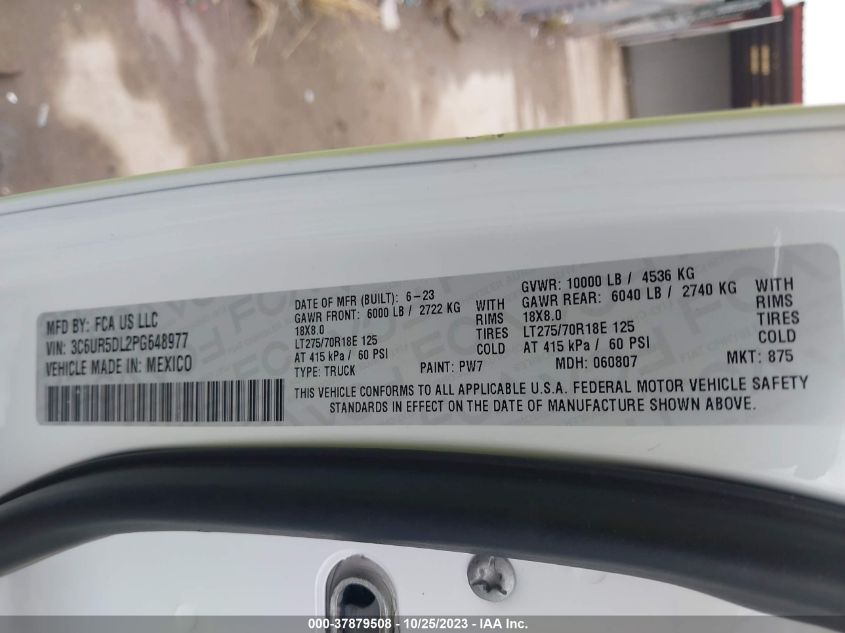 MFD BY: FCA US LLC
VIN: 3C6UR5DL2PG648977
VEHICLE MADE IN: MEXICO
DATE OF MFR (BUILT): 6-23
GAWR FRONT: 6000 LB / 2722 KG WITH
18X8.0 RIMS
LT275/70R18E 125 TIRES
AT 415 kPa / 60 PSI COLD
TYPE: TRUCK PAINT: PW7
GVWR: 10000 LB / 4536 KG
GAWR REAR: 6040 LB / 2740 KG WITH
18X8.0 RIMS
LT275/70R18E 125 TIRES
AT 415 kPa / 60 PSI COLD
MDH: 060807 MKT: 875
THIS VEHICLE CONFORMS TO ALL APPLICABLE U.S.A. FEDERAL MOTOR VEHICLE SAFETY
STANDARDS IN EFFECT ON THE DATE OF MANUFACTURE SHOWN ABOVE.
000-37879508 - 10/25/2023 - IAA Inc.